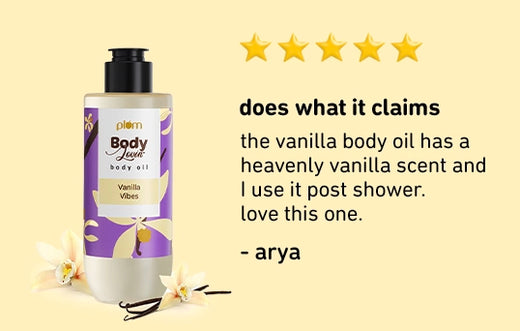 plum
Body
Lovin'
body oil
Vanilla
Vibes
does what it claims
the vanilla body oil has a
heavenly vanilla scent and
I use it post shower.
love this one.
- arya